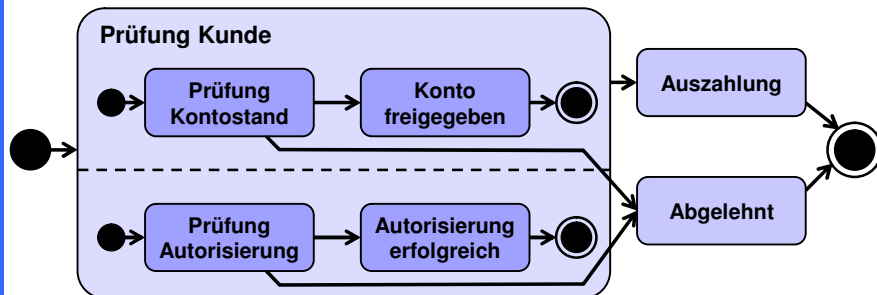 Prüfung Kunde
Prüfung
Kontostand
Konto
freigegeben
Auszahlung
Prüfung
Autorisierung
Autorisierung
erfolgreich
Abgelehnt